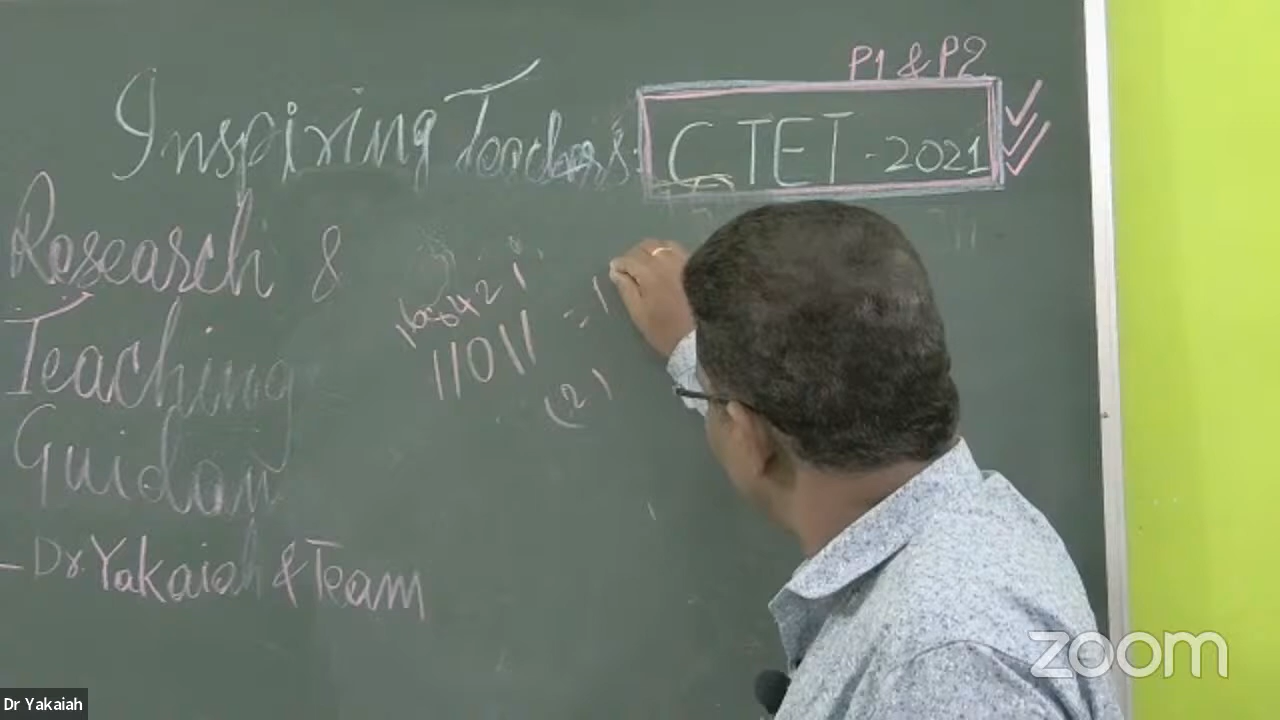 P1 & P2
Inspiring Teachers: CTET - 2021
Research &
Teaching
Guidan
16 8 4 2 1
11011 = 1
(2)
- Dr. Yakaiah & Team
zoom
Dr Yakaiah